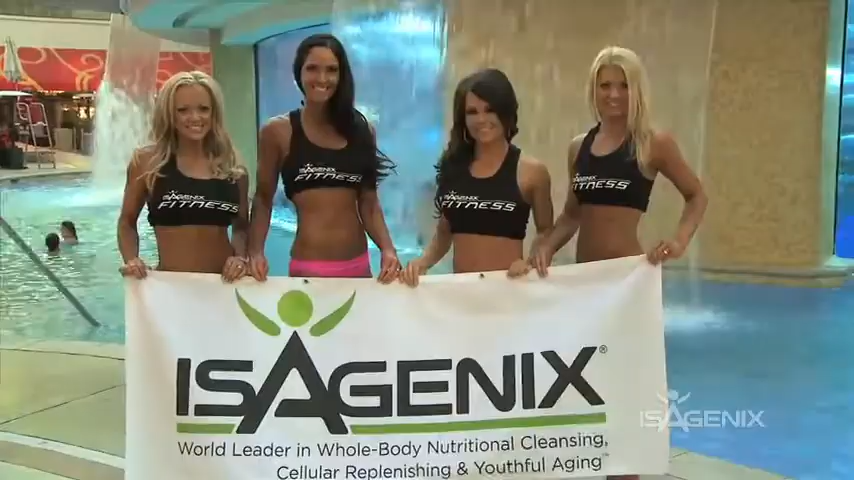 ISAGENIX
FITNESS
ISAGENIX
FITNESS
ISAGENIX
FITNESS
ISAGENIX
FITNESS
ISAGENIX®
World Leader in Whole-Body Nutritional Cleansing,
Cellular Replenishing & Youthful Aging™
ISAGENIX